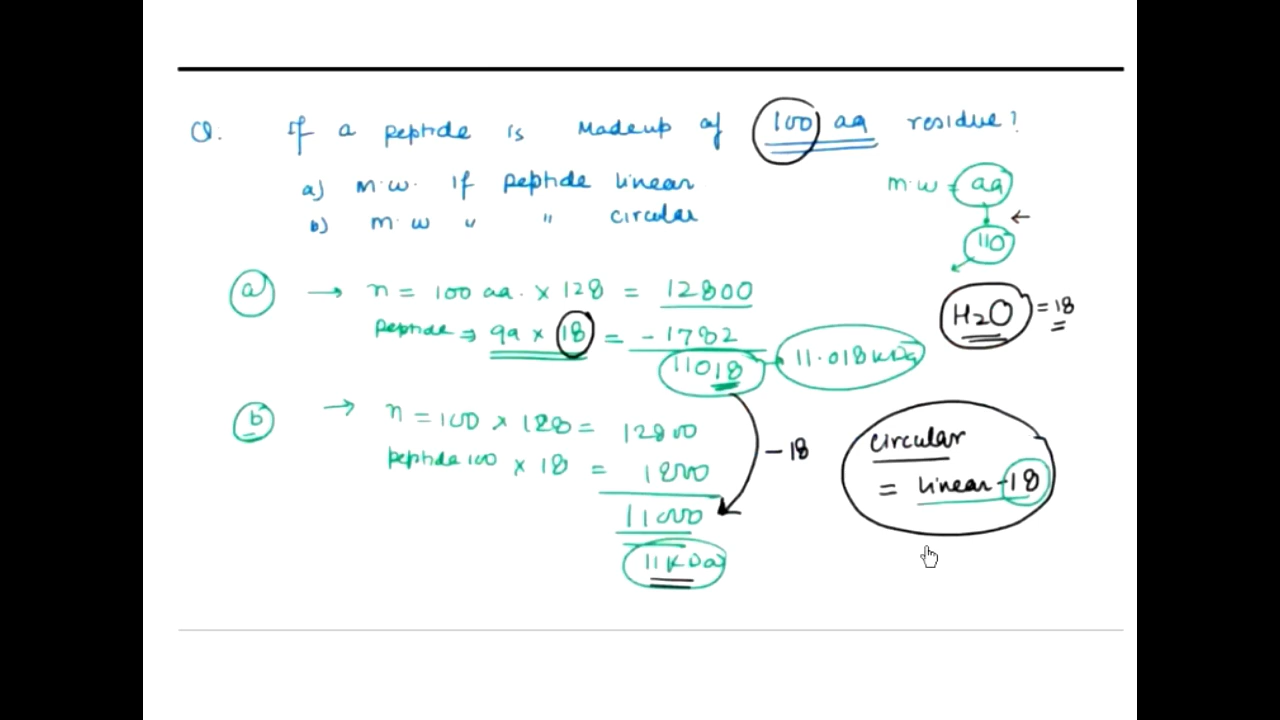 Q. If a peptide is Madeup of 100 aa residue?
a) m.w. If peptide linear
b) m.w " " circular
m.w = aa
110
H2O = 18
a → n = 100 aa. × 128 = 12800
peptide ⇒ 99 × 18 = - 1782
11018 → 11.018 kDa
b → n = 100 × 128 = 12800
peptide 100 × 18 = 1800
- 18
11000
11 kDa
circular
= linear - 18